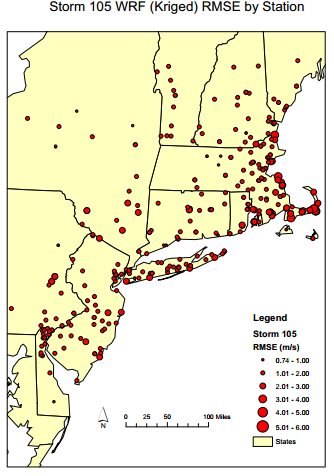 Storm 105 WRF (Kriged) RMSE by Station
Legend
Storm 105
RMSE (m/s)
0.74 - 1.00
1.01 - 2.00
2.01 - 3.00
3.01 - 4.00
4.01 - 5.00
5.01 - 6.00
States
N
0 25 50 100 Miles